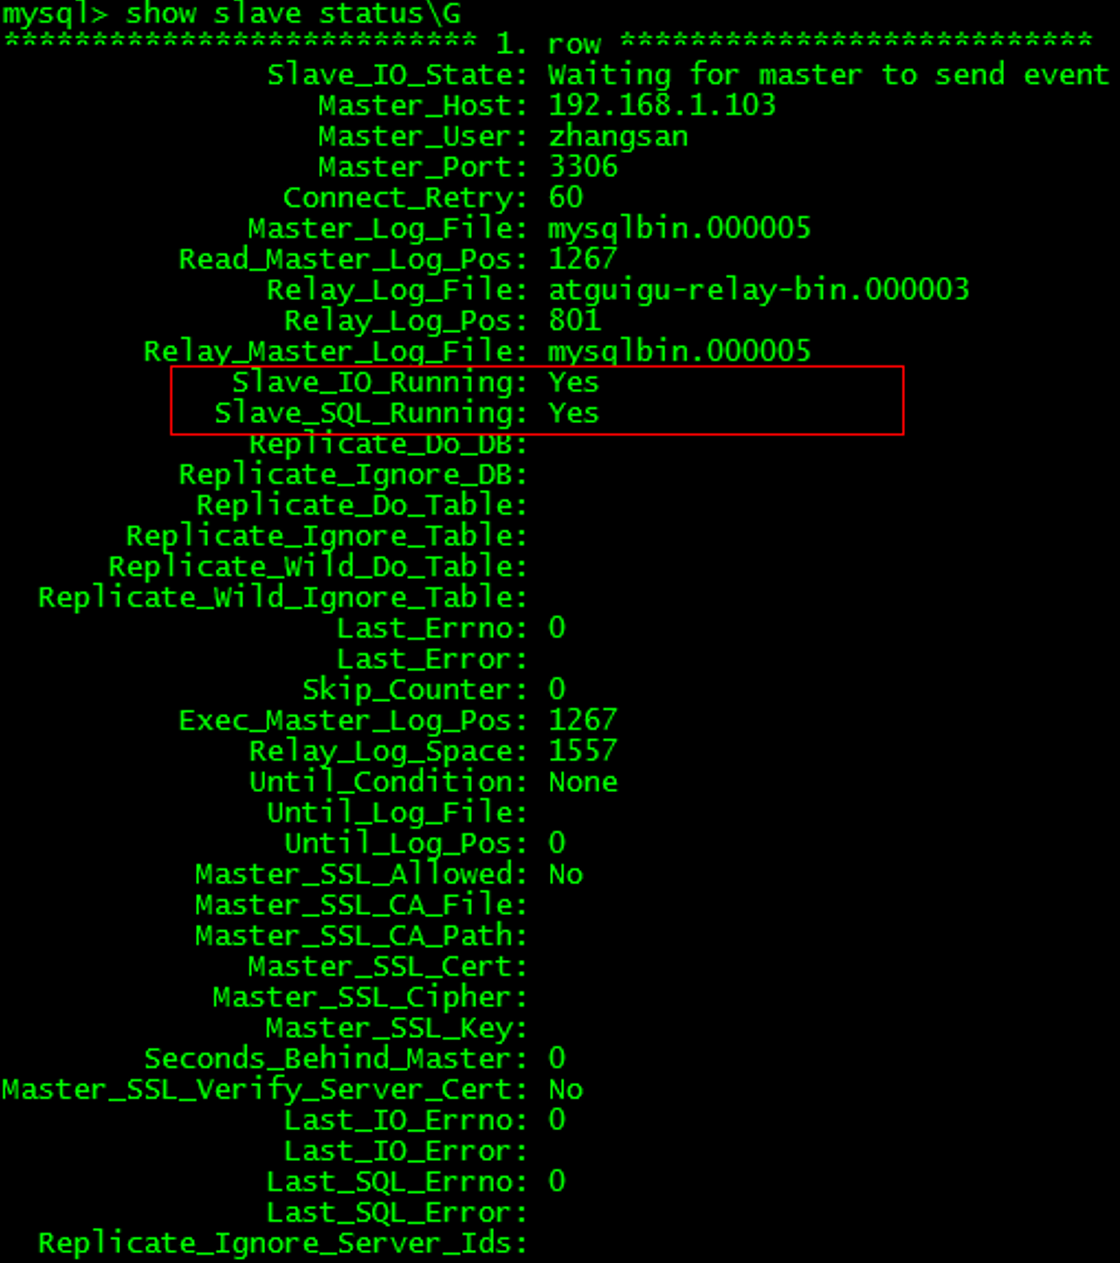 mysql> show slave status\G
*************************** 1. row ***************************
Slave_IO_State: Waiting for master to send event
Master_Host: 192.168.1.103
Master_User: zhangsan
Master_Port: 3306
Connect_Retry: 60
Master_Log_File: mysqlbin.000005
Read_Master_Log_Pos: 1267
Relay_Log_File: atguigu-relay-bin.000003
Relay_Log_Pos: 801
Relay_Master_Log_File: mysqlbin.000005
Slave_IO_Running: Yes
Slave_SQL_Running: Yes
Replicate_Do_DB:
Replicate_Ignore_DB:
Replicate_Do_Table:
Replicate_Ignore_Table:
Replicate_Wild_Do_Table:
Replicate_Wild_Ignore_Table:
Last_Errno: 0
Last_Error:
Skip_Counter: 0
Exec_Master_Log_Pos: 1267
Relay_Log_Space: 1557
Until_Condition: None
Until_Log_File:
Until_Log_Pos: 0
Master_SSL_Allowed: No
Master_SSL_CA_File:
Master_SSL_CA_Path:
Master_SSL_Cert:
Master_SSL_Cipher:
Master_SSL_Key:
Seconds_Behind_Master: 0
Master_SSL_Verify_Server_Cert: No
Last_IO_Errno: 0
Last_IO_Error:
Last_SQL_Errno: 0
Last_SQL_Error:
Replicate_Ignore_Server_Ids: